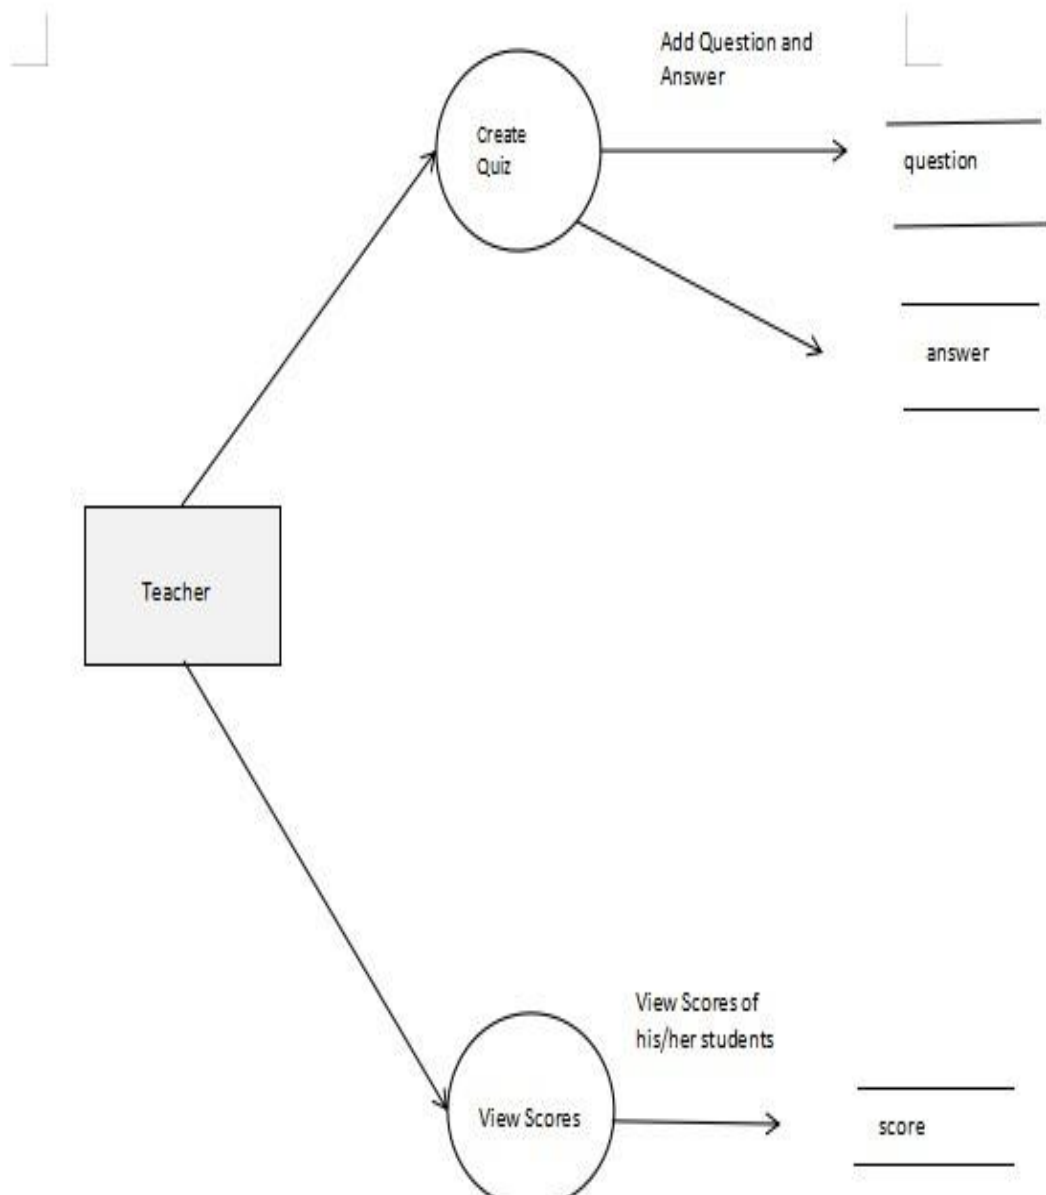 Add Question and
Answer
Create
Quiz
question
answer
Teacher
View Scores of
his/her students
View Scores
score